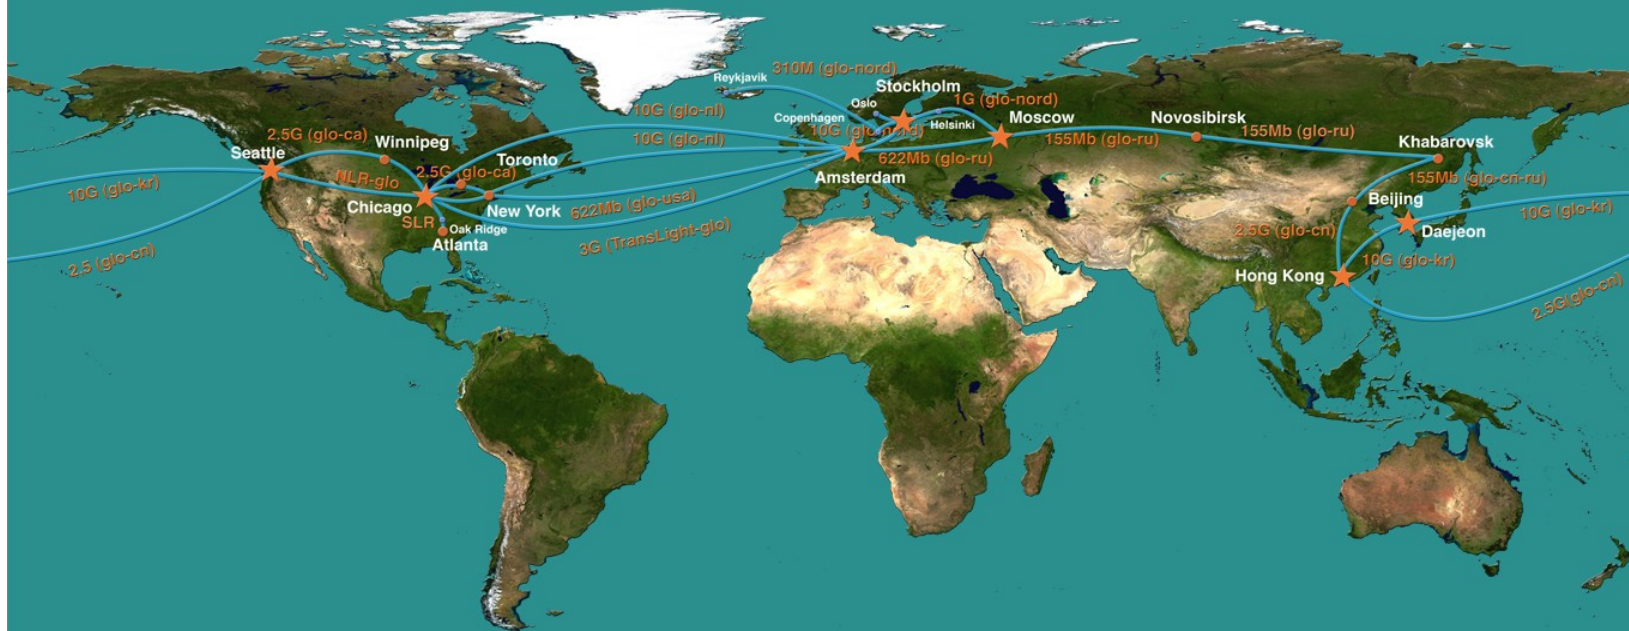 310M (glo-nord)
Reykjavik
Stockholm
10G (glo-nl)
Oslo
1G (glo-nord)
Copenhagen
Helsinki
Moscow
Novosibirsk
2.5G (glo-ca)
Winnipeg
10G (glo-nl)
10G (glo-nord)
155Mb (glo-ru)
155Mb (glo-ru)
Khabarovsk
Seattle
Toronto
622Mb (glo-ru)
NLR-glo
2.5G (glo-ca)
Amsterdam
155Mb (glo-cn-ru)
10G (glo-kr)
Chicago
New York
622Mb (glo-usa)
Beijing
10G (glo-kr)
SLR
Oak Ridge
Atlanta
3G (TransLight-glo)
2.5G (glo-cn)
Daejeon
2.5 (glo-cn)
10G (glo-kr)
Hong Kong
2.5G(glo-cn)